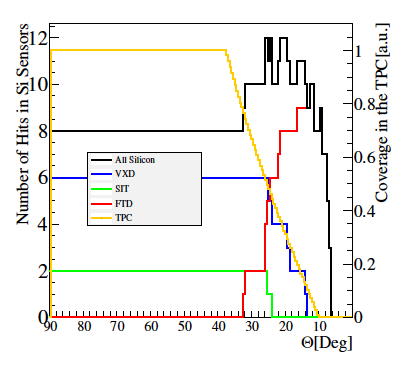 Number of Hits in Si Sensors
12
10
8
6
4
2
0
All Silicon
VXD
SIT
FTD
TPC
1
0.8
0.6
0.4
0.2
0
Coverage in the TPC[a.u.]
90 80 70 60 50 40 30 20 10
Θ[Deg]